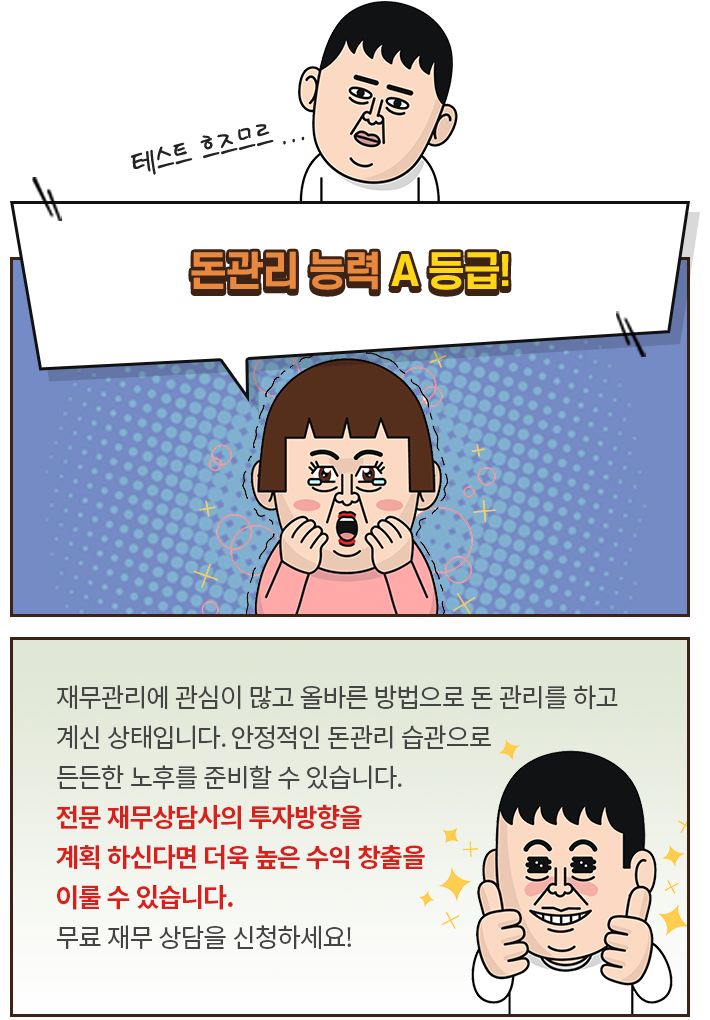 테스트 흐즈므르 ...
돈관리 능력 A 등급!
재무관리에 관심이 많고 올바른 방법으로 돈 관리를 하고
계신 상태입니다. 안정적인 돈관리 습관으로
든든한 노후를 준비할 수 있습니다.
전문 재무상담사의 투자방향을
계획 하신다면 더욱 높은 수익 창출을
이룰 수 있습니다.
무료 재무 상담을 신청하세요!